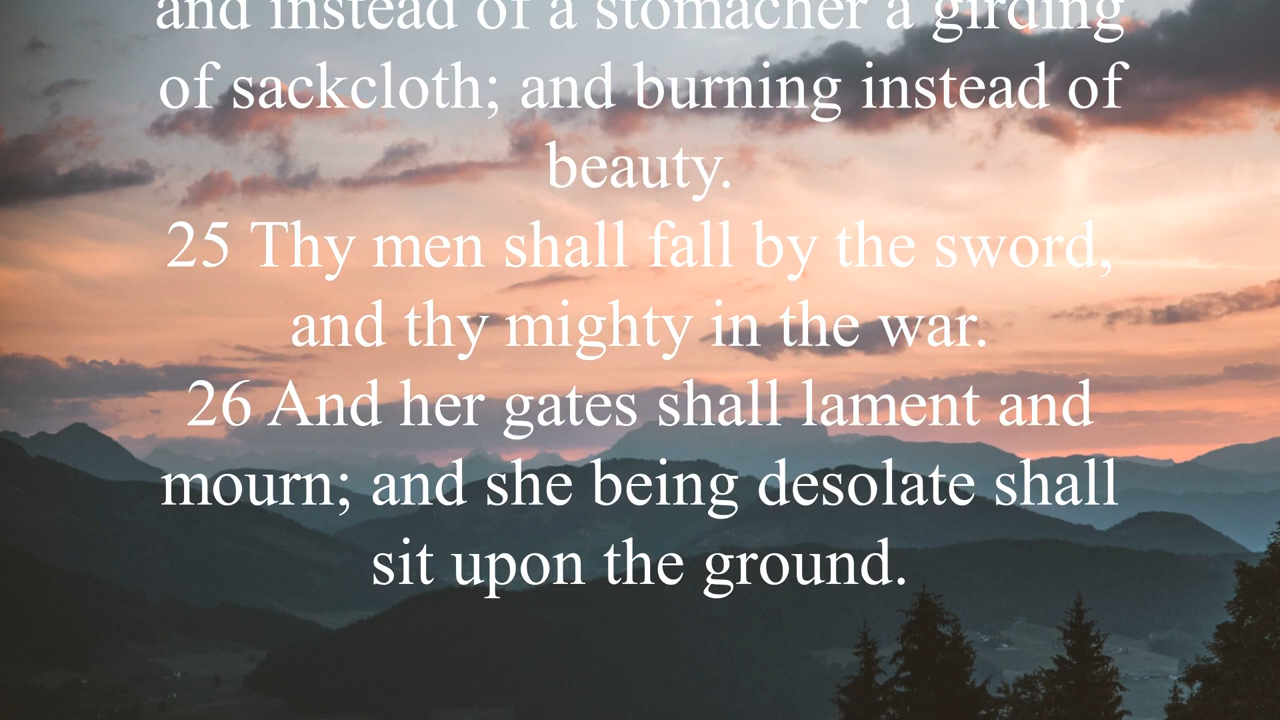 and instead of a stomacher a girding
of sackcloth; and burning instead of
beauty.
25 Thy men shall fall by the sword,
and thy mighty in the war.
26 And her gates shall lament and
mourn; and she being desolate shall
sit upon the ground.